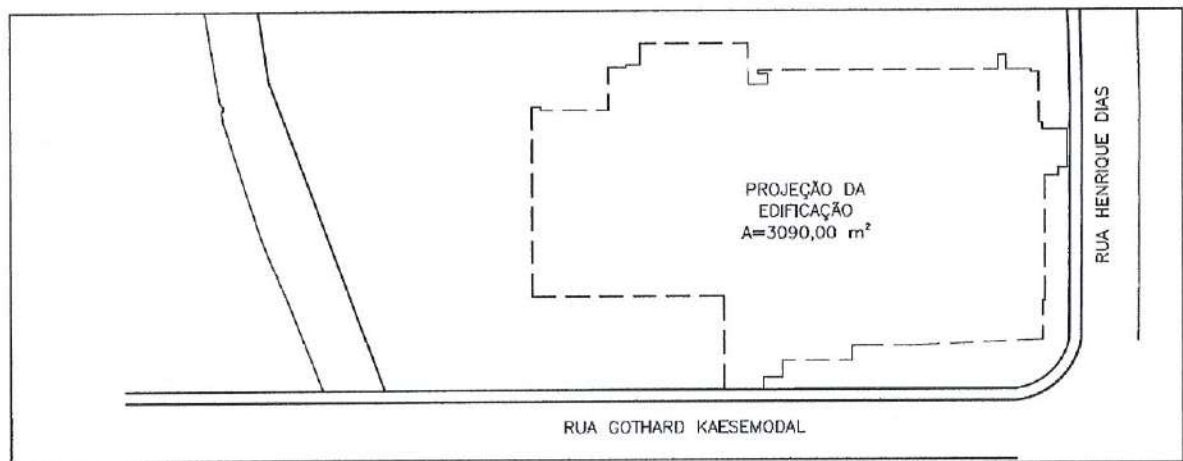 PROJEÇÃO DA
EDIFICAÇÃO
A=3090,00 m²
RUA HENRIQUE DIAS
RUA GOTHARD KAESEMODAL